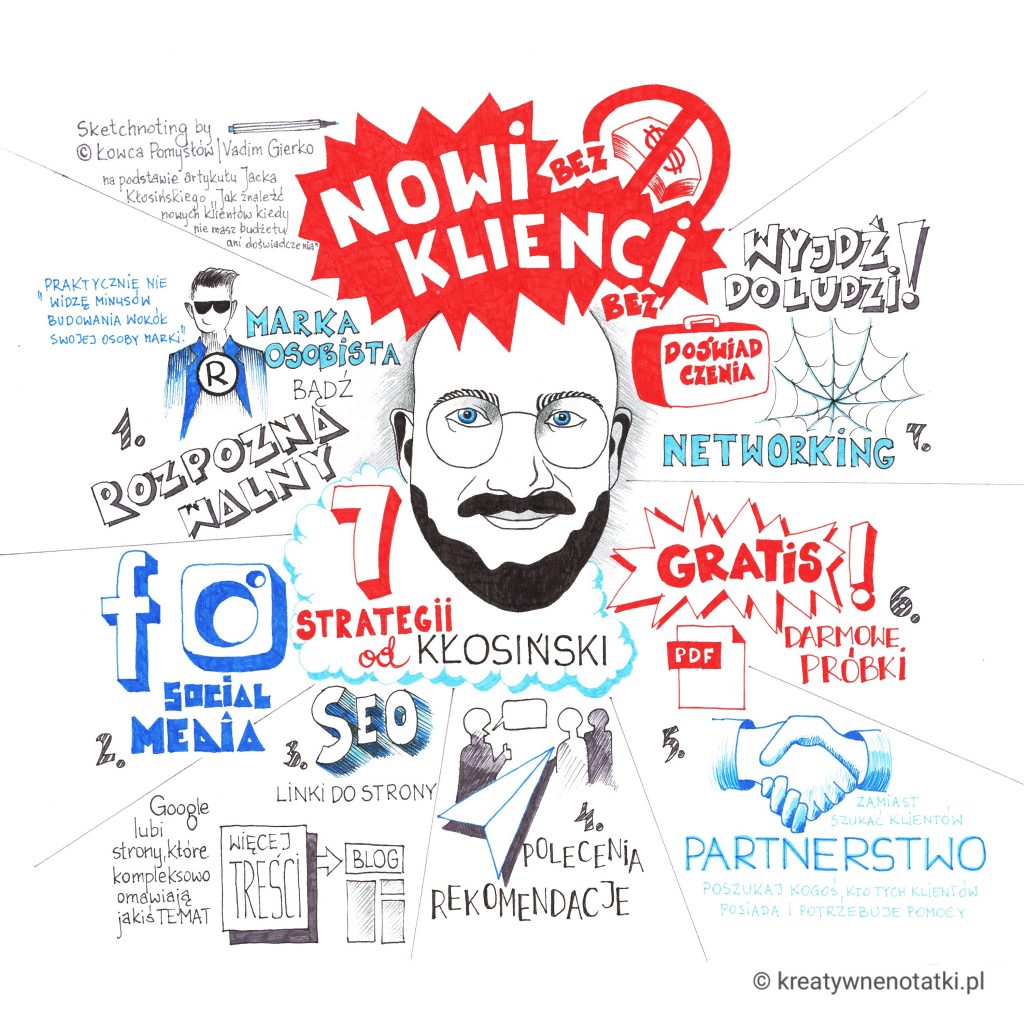 Sketchnoting by
© Łowca Pomysłów | Vadim Gierko
na podstawie artykułu Jacka
Kłosińskiego „Jak znaleźć
nowych klientów kiedy
nie masz budżetu
ani doświadczenia"
NOWI
BEZ
KLIENCI
BEZ
DOŚWIAD
CZENIA
7
STRATEGII
od KŁOSIŃSKI
"PRAKTYCZNIE NIE
WIDZĘ MINUSÓW
BUDOWANIA WOKÓŁ
SWOJEJ OSOBY MARKI."
R
MARKA
OSOBISTA
BĄDŹ
1.
ROZPOZNA
WALNY
f
SOCIAL
2. MEDIA
3. SEO
LINKI DO STRONY
Google
lubi
strony, które
kompleksowo
omawiają
jakiś TEMAT
WIĘCEJ
TREŚCI
BLOG
4.
POLECENIA
REKOMENDACJE
5.
ZAMIAST
SZUKAĆ KLIENTÓW
PARTNERSTWO
POSZUKAJ KOGOŚ, KTO TYCH KLIENTÓW
POSIADA I POTRZEBUJE POMOCY
GRATIS!
6.
PDF
DARMOWE
PRÓBKI
WYJDŹ
DO LUDZI!
NETWORKING 7.
© kreatywnenotatki.pl